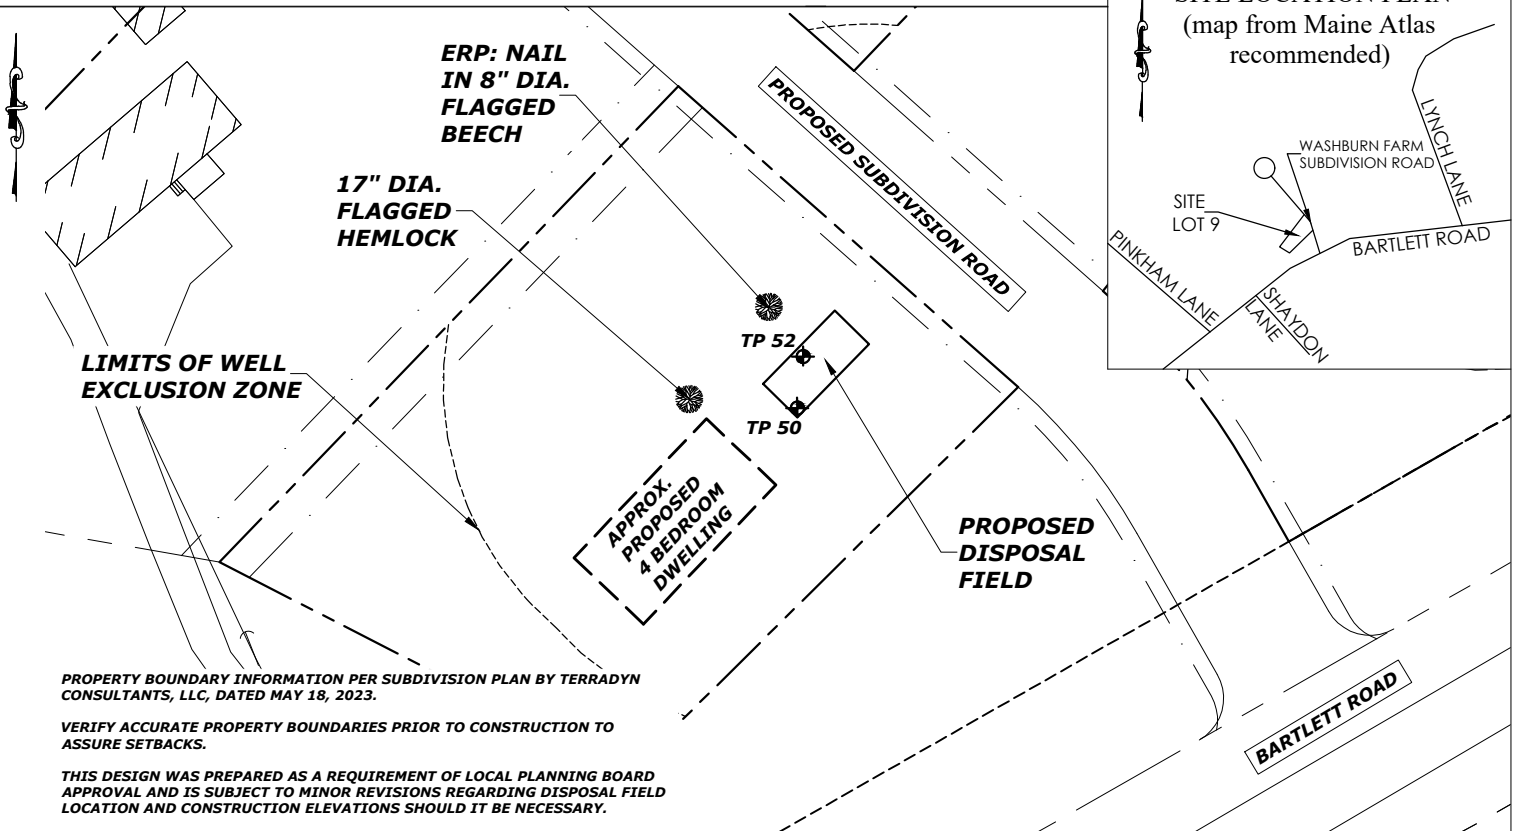 SITE LOCATION PLAN
(map from Maine Atlas
recommended)
LYNCH LANE
WASHBURN FARM
SUBDIVISION ROAD
SITE
LOT 9
BARTLETT ROAD
PINKHAM LANE
SHAYDON
LANE
ERP: NAIL
IN 8" DIA.
FLAGGED
BEECH
PROPOSED SUBDIVISION ROAD
17" DIA.
FLAGGED
HEMLOCK
TP 52
LIMITS OF WELL
EXCLUSION ZONE
TP 50
APPROX.
PROPOSED
4 BEDROOM
DWELLING
PROPOSED
DISPOSAL
FIELD
BARTLETT ROAD
PROPERTY BOUNDARY INFORMATION PER SUBDIVISION PLAN BY TERRADYN
CONSULTANTS, LLC, DATED MAY 18, 2023.
VERIFY ACCURATE PROPERTY BOUNDARIES PRIOR TO CONSTRUCTION TO
ASSURE SETBACKS.
THIS DESIGN WAS PREPARED AS A REQUIREMENT OF LOCAL PLANNING BOARD
APPROVAL AND IS SUBJECT TO MINOR REVISIONS REGARDING DISPOSAL FIELD
LOCATION AND CONSTRUCTION ELEVATIONS SHOULD IT BE NECESSARY.